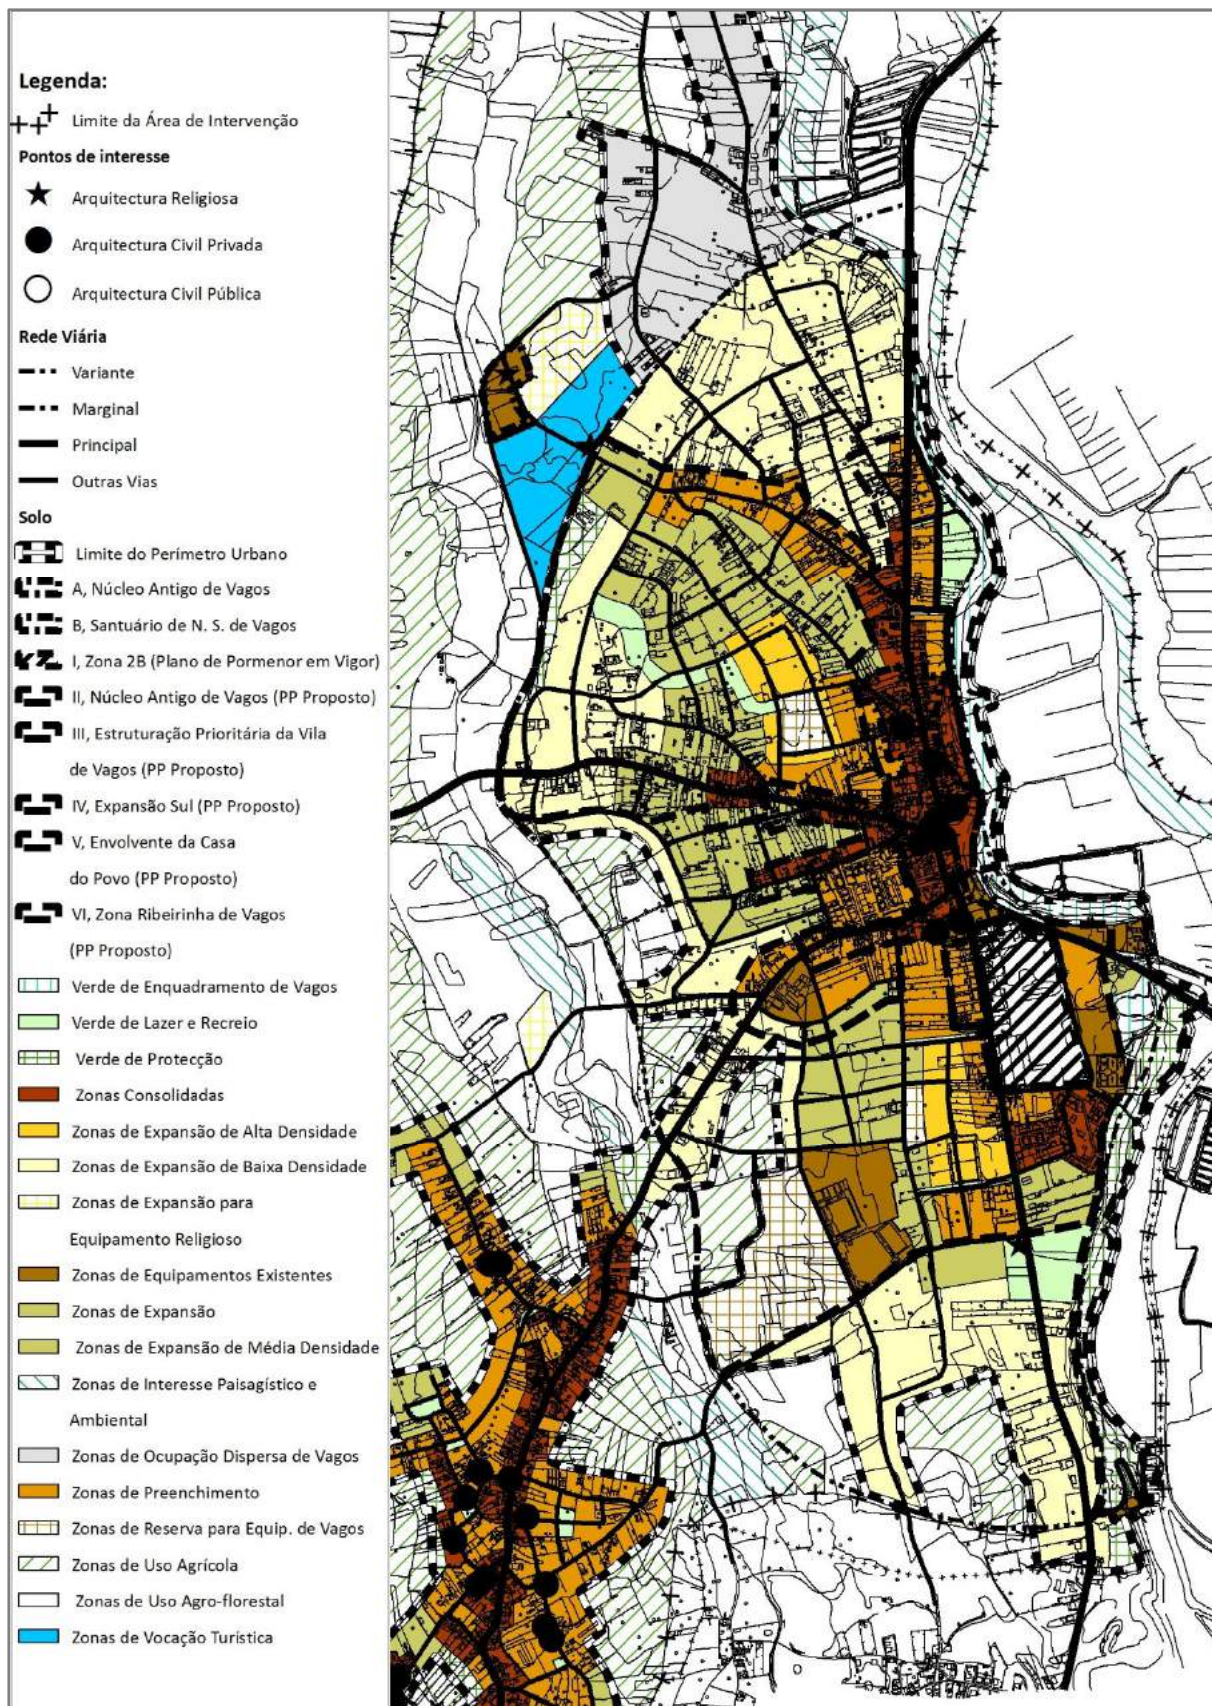 Legenda:
Limite da Área de Intervenção
Pontos de interesse
Arquitectura Religiosa
Arquitectura Civil Privada
Arquitectura Civil Pública
Rede Viária
Variante
Marginal
Principal
Outras Vias
Solo
Limite do Perímetro Urbano
A, Núcleo Antigo de Vagos
B, Santuário de N. S. de Vagos
I, Zona 2B (Plano de Pormenor em Vigor)
II, Núcleo Antigo de Vagos (PP Proposto)
III, Estruturação Prioritária da Vila
de Vagos (PP Proposto)
IV, Expansão Sul (PP Proposto)
V, Envolvente da Casa
do Povo (PP Proposto)
VI, Zona Ribeirinha de Vagos
(PP Proposto)
Verde de Enquadramento de Vagos
Verde de Lazer e Recreio
Verde de Protecção
Zonas Consolidadas
Zonas de Expansão de Alta Densidade
Zonas de Expansão de Baixa Densidade
Zonas de Expansão para
Equipamento Religioso
Zonas de Equipamentos Existentes
Zonas de Expansão
Zonas de Expansão de Média Densidade
Zonas de Interesse Paisagístico e
Ambiental
Zonas de Ocupação Dispersa de Vagos
Zonas de Preenchimento
Zonas de Reserva para Equip. de Vagos
Zonas de Uso Agrícola
Zonas de Uso Agro-florestal
Zonas de Vocação Turística